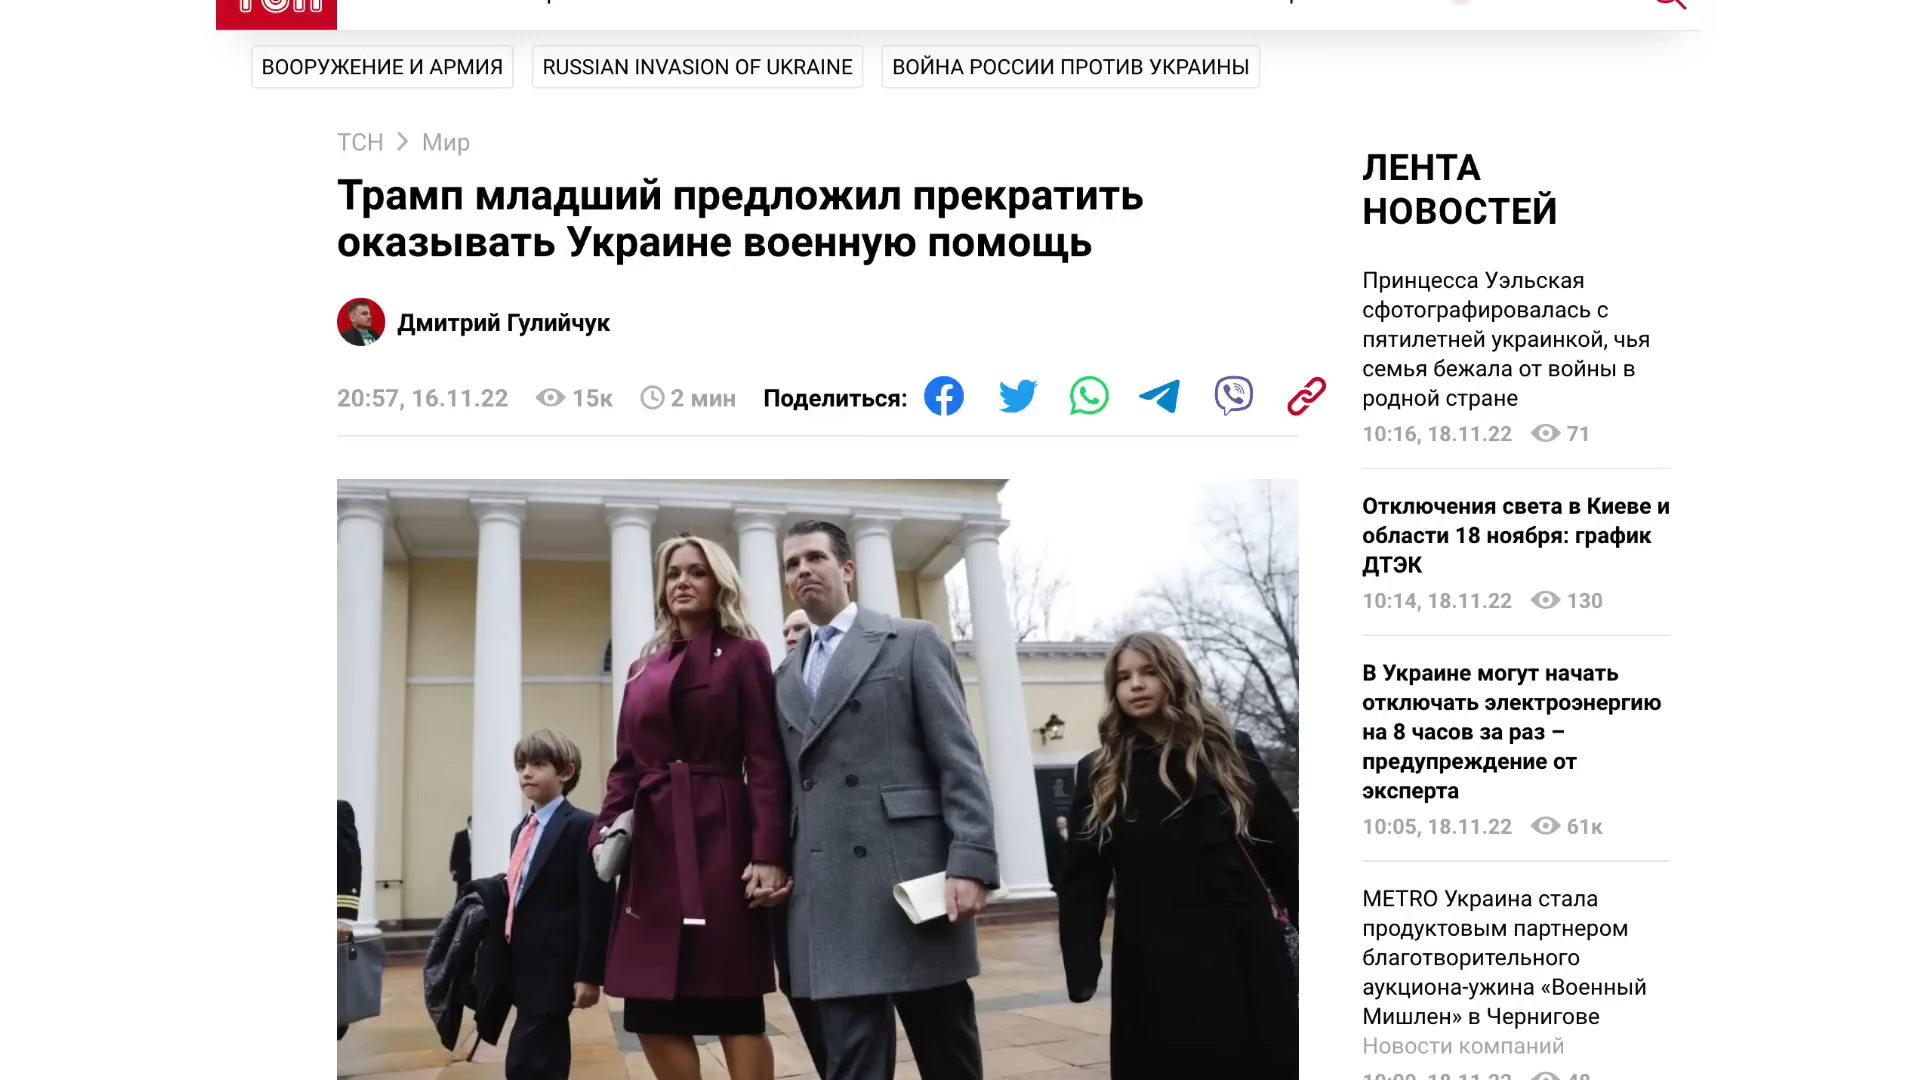 ТСН
ВООРУЖЕНИЕ И АРМИЯ
RUSSIAN INVASION OF UKRAINE
ВОЙНА РОССИИ ПРОТИВ УКРАИНЫ
ТСН > Мир
Трамп младший предложил прекратить
оказывать Украине военную помощь
Дмитрий Гулийчук
20:57, 16.11.22 15к 2 мин Поделиться:
ЛЕНТА
НОВОСТЕЙ
Принцесса Уэльская
сфотографировалась с
пятилетней украинкой, чья
семья бежала от войны в
родной стране
10:16, 18.11.22 71
Отключения света в Киеве и
области 18 ноября: график
ДТЭК
10:14, 18.11.22 130
В Украине могут начать
отключать электроэнергию
на 8 часов за раз –
предупреждение от
эксперта
10:05, 18.11.22 61к
METRO Украина стала
продуктовым партнером
благотворительного
аукциона-ужина «Военный
Мишлен» в Чернигове
Новости компаний